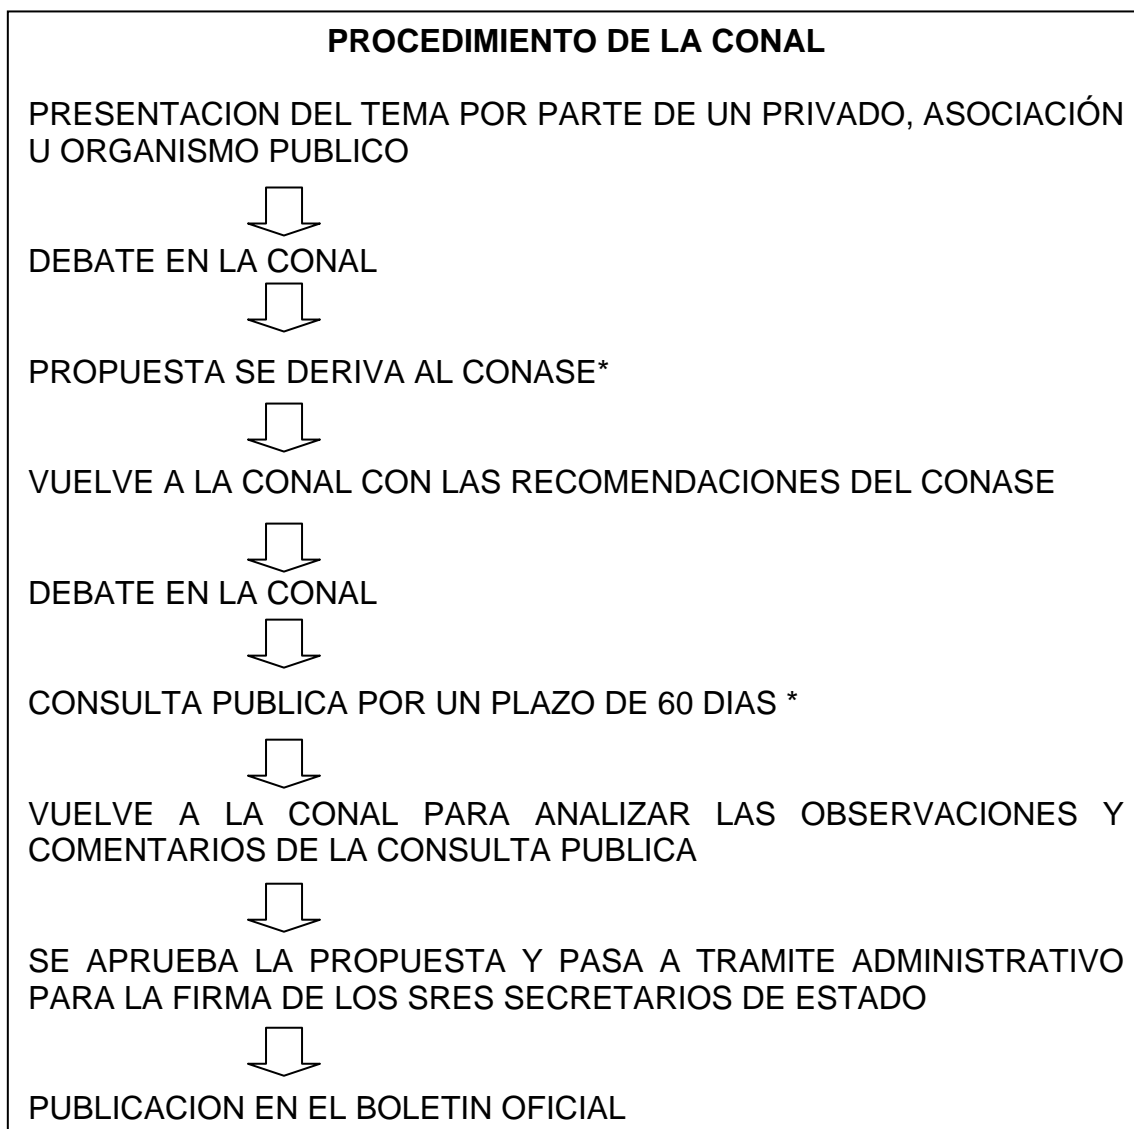 PROCEDIMIENTO DE LA CONAL
PRESENTACION DEL TEMA POR PARTE DE UN PRIVADO, ASOCIACIÓN
U ORGANISMO PUBLICO
DEBATE EN LA CONAL
PROPUESTA SE DERIVA AL CONASE*
VUELVE A LA CONAL CON LAS RECOMENDACIONES DEL CONASE
DEBATE EN LA CONAL
CONSULTA PUBLICA POR UN PLAZO DE 60 DIAS *
VUELVE A LA CONAL PARA ANALIZAR LAS OBSERVACIONES Y
COMENTARIOS DE LA CONSULTA PUBLICA
SE APRUEBA LA PROPUESTA Y PASA A TRAMITE ADMINISTRATIVO
PARA LA FIRMA DE LOS SRES SECRETARIOS DE ESTADO
PUBLICACION EN EL BOLETIN OFICIAL